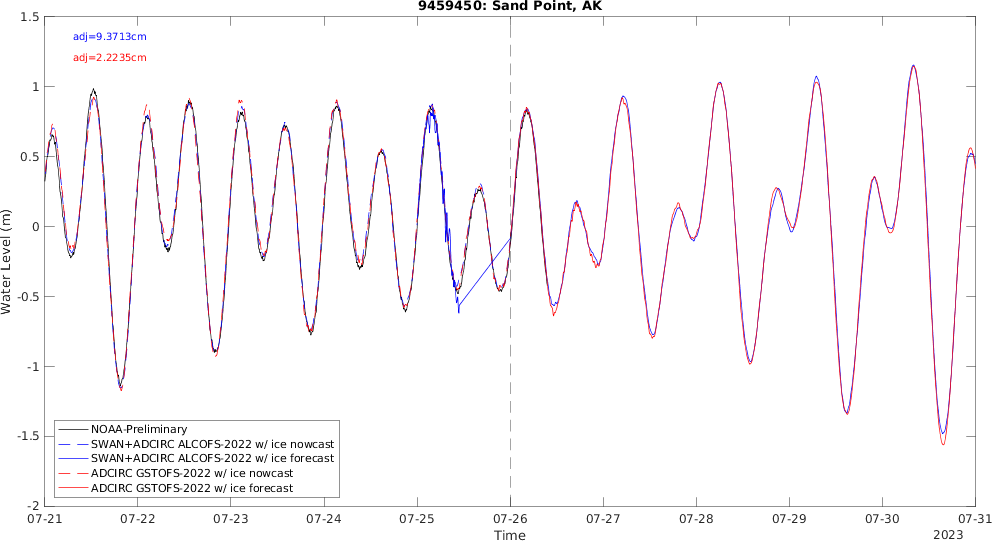 9459450: Sand Point, AK
adj=9.3713cm
adj=2.2235cm
1.5
1
0.5
0
-0.5
-1
-1.5
-2
Water Level (m)
NOAA-Preliminary
SWAN+ADCIRC ALCOFS-2022 w/ ice nowcast
SWAN+ADCIRC ALCOFS-2022 w/ ice forecast
ADCIRC GSTOFS-2022 w/ ice nowcast
ADCIRC GSTOFS-2022 w/ ice forecast
07-21 07-22 07-23 07-24 07-25 07-26 07-27 07-28 07-29 07-30 07-31
Time
2023